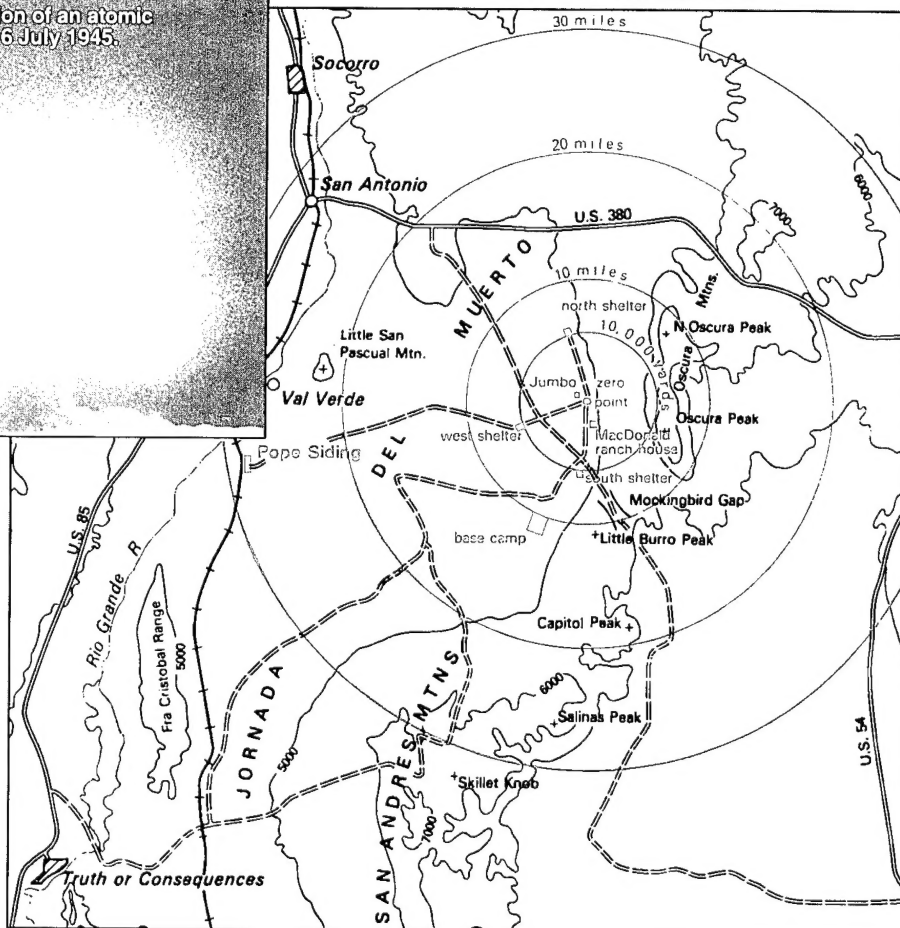 on of an atomic
6 July 1945.
30 miles
Socorro
20 miles
San Antonio
U.S. 380
6000
7000
MUERTO
10 miles
Mtns.
north shelter
10,000 yards
N Oscura Peak
Little San
Pascual Mtn.
Oscura
Jumbo
zero
point
Val Verde
Oscura Peak
west shelter
MacDonald
ranch house
Pope Siding
DEL
south shelter
Mockingbird Gap
U.S. 85
base camp
Little Burro Peak
Rio Grande R
Fra Cristobal Range
5000
Capitol Peak
JORNADA
6000
Salinas Peak
U.S. 54
5000
SAN ANDRES MTNS
Skillet Knob
7000
Truth or Consequences